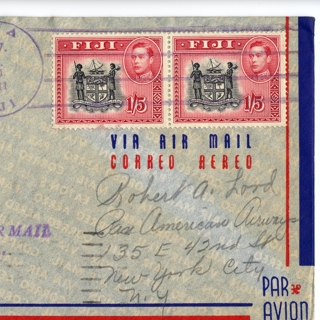 FIJI FIJI
1/5 1/5
VIA AIR MAIL
CORREO AEREO
Robert A. Lord
Pan American Airways
R MAIL
135 E 42nd St
New York City
N.Y.
PAR
AVION